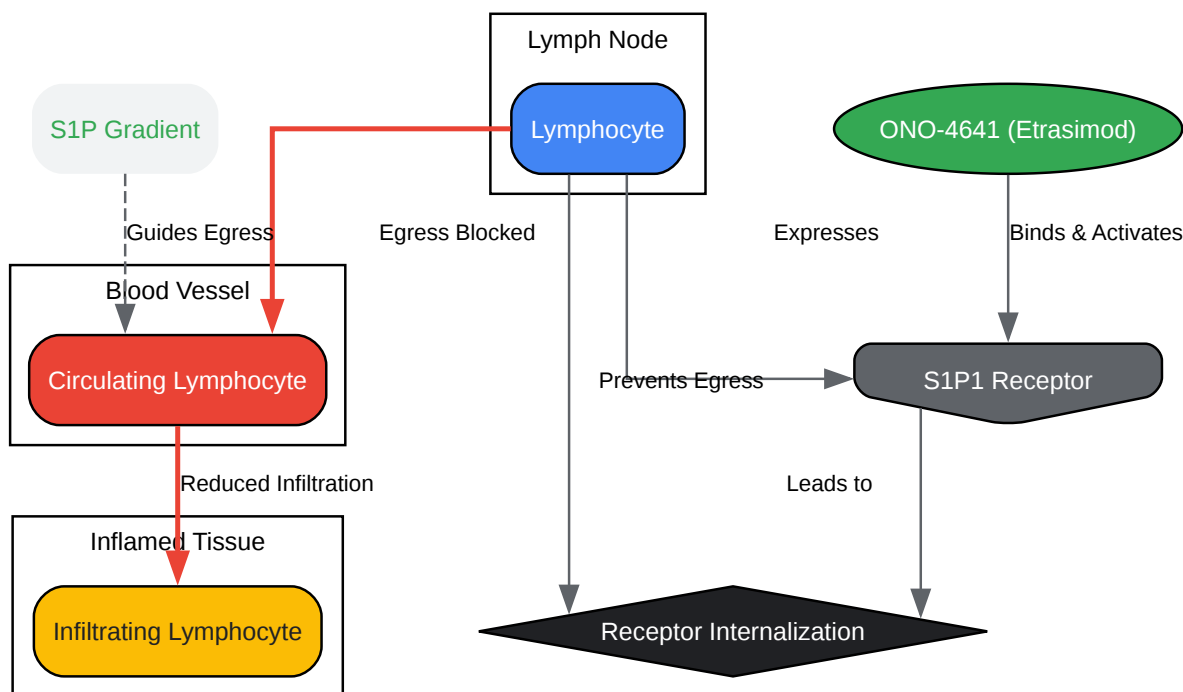 Lymph Node
S1P Gradient
Lymphocyte
ONO-4641 (Etrasimod)
Guides Egress
Egress Blocked
Expresses
Binds & Activates
Blood Vessel
Circulating Lymphocyte
Prevents Egress
S1P1 Receptor
Reduced Infiltration
Leads to
Inflamed Tissue
Infiltrating Lymphocyte
Receptor Internalization